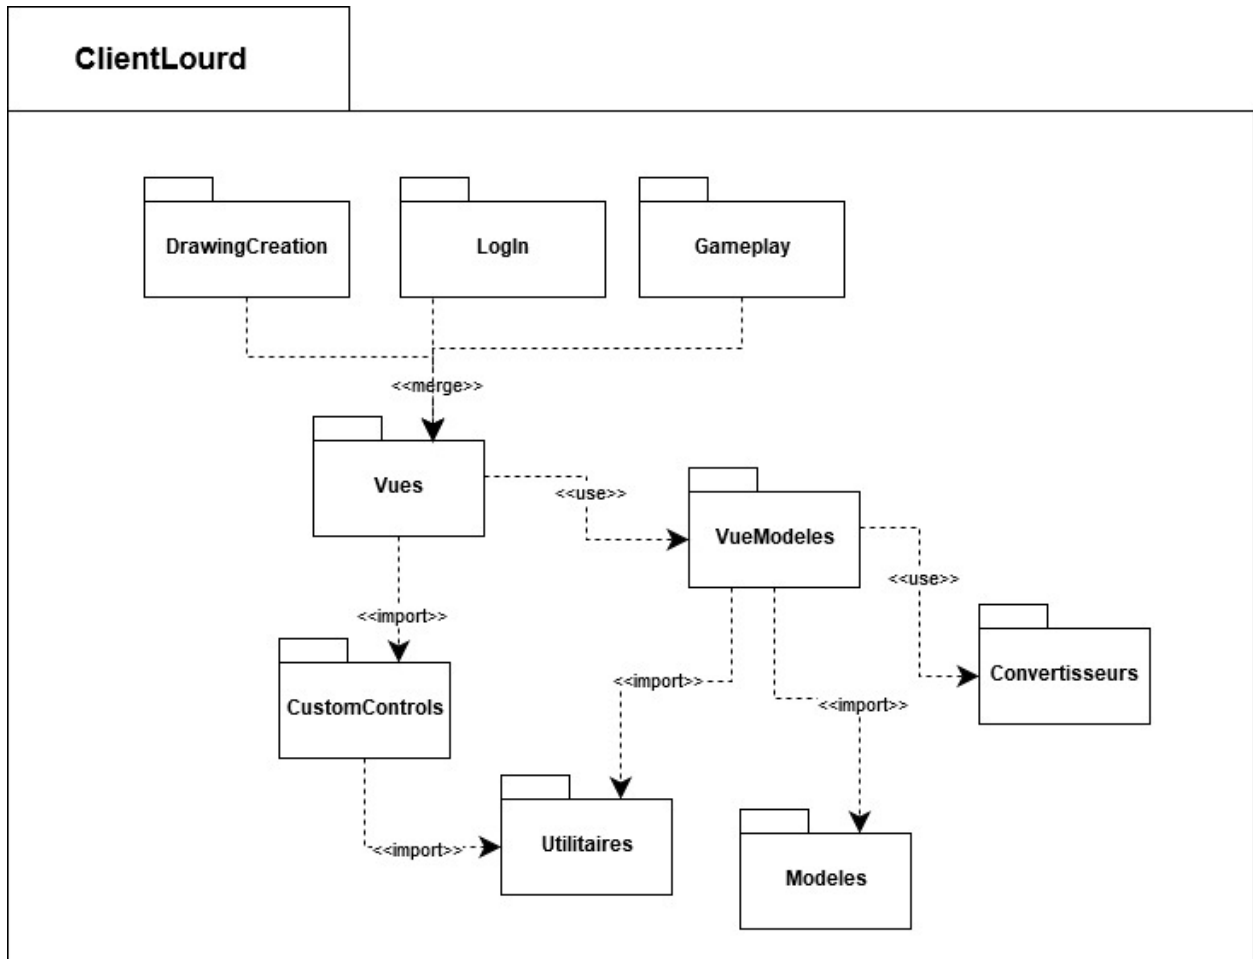 ClientLourd
DrawingCreation
LogIn
Gameplay
<<merge>>
Vues
<<use>>
VueModeles
<<use>>
<<import>>
CustomControls
<<import>>
<<import>>
Convertisseurs
<<import>>
Utilitaires
Modeles